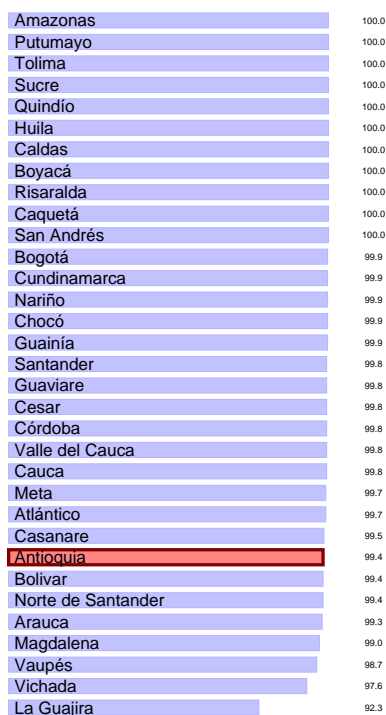 Amazonas 100.0
Putumayo 100.0
Tolima 100.0
Sucre 100.0
Quindío 100.0
Huila 100.0
Caldas 100.0
Boyacá 100.0
Risaralda 100.0
Caquetá 100.0
San Andrés 100.0
Bogotá 99.9
Cundinamarca 99.9
Nariño 99.9
Chocó 99.9
Guainía 99.9
Santander 99.8
Guaviare 99.8
Cesar 99.8
Córdoba 99.8
Valle del Cauca 99.8
Cauca 99.8
Meta 99.7
Atlántico 99.7
Casanare 99.5
Antioquia 99.4
Bolivar 99.4
Norte de Santander 99.4
Arauca 99.3
Magdalena 99.0
Vaupés 98.7
Vichada 97.6
La Guajira 92.3